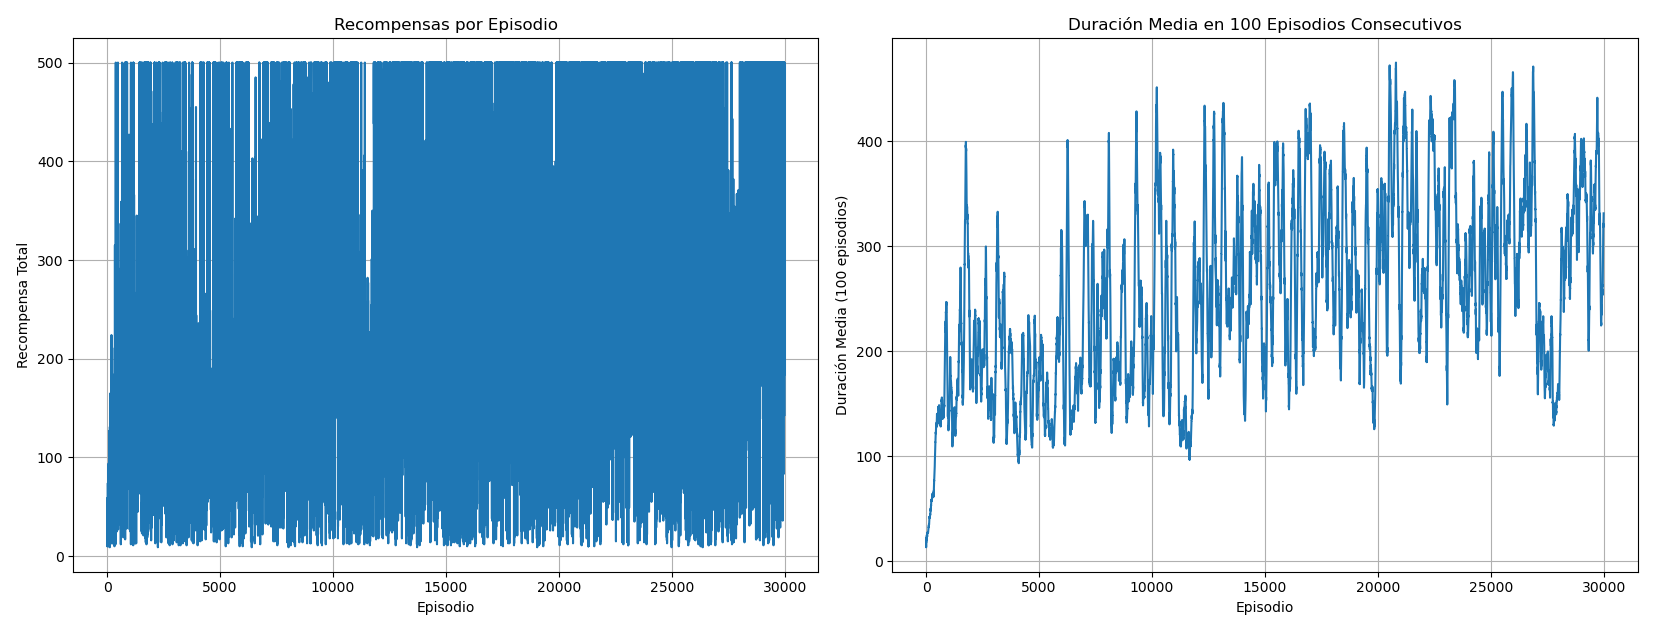 Recompensas por Episodio
Recompensa Total
500
400
300
200
100
0
0 5000 10000 15000 20000 25000 30000
Episodio
Duración Media en 100 Episodios Consecutivos
Duración Media (100 episodios)
400
300
200
100
0
0 5000 10000 15000 20000 25000 30000
Episodio